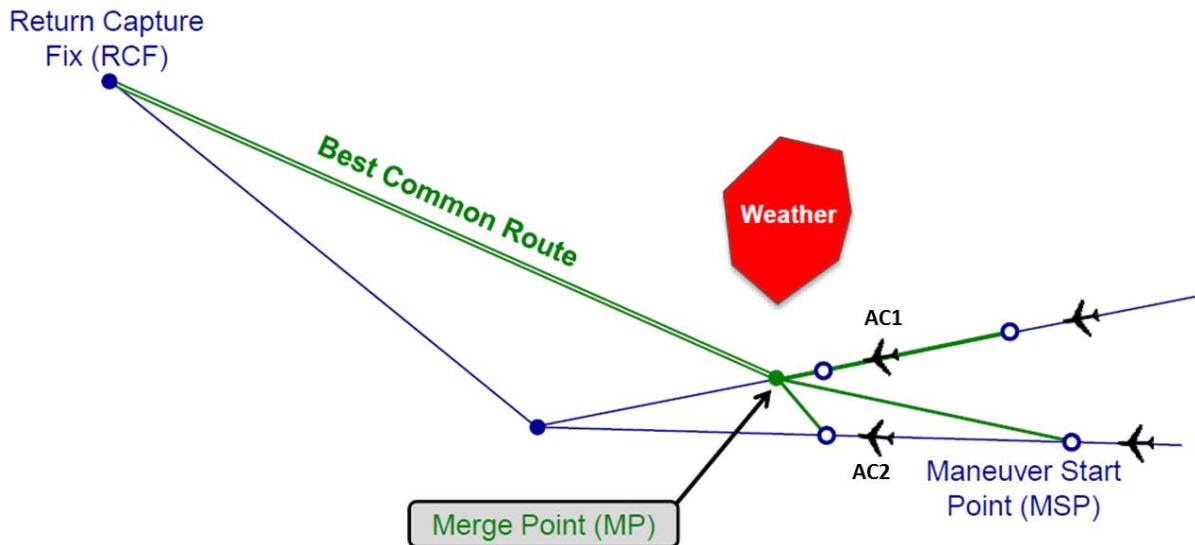 Return Capture
Fix (RCF)
Best Common Route
Weather
AC1
AC2
Maneuver Start
Point (MSP)
Merge Point (MP)